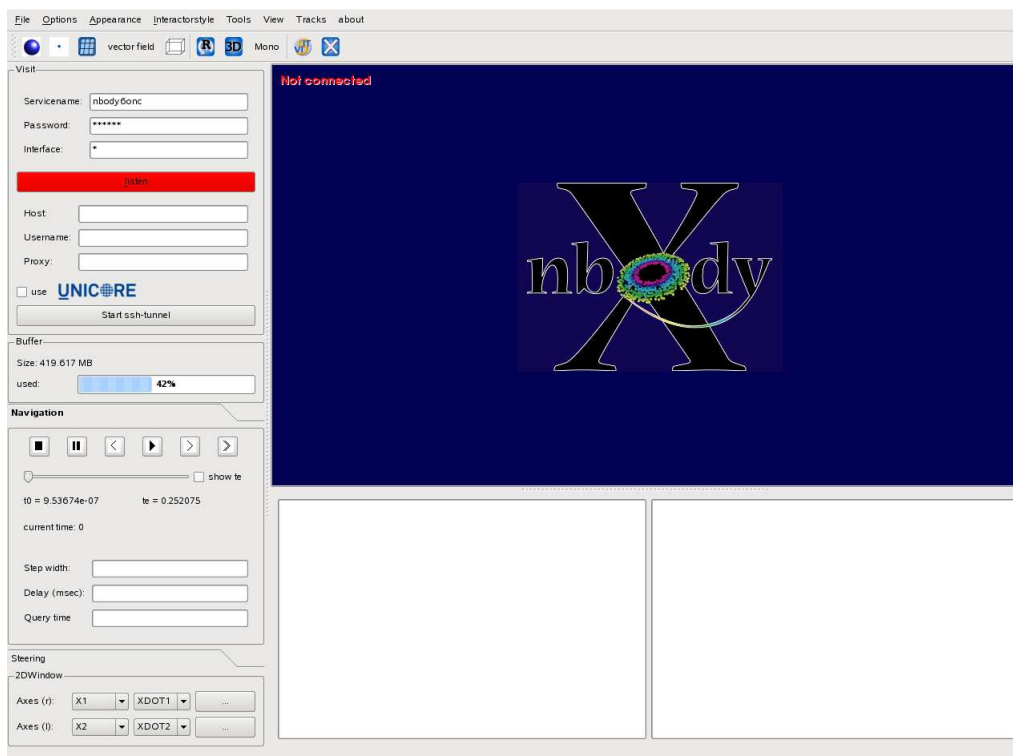 File Options Appearance Interactorstyle Tools View Tracks about
vector field R 3D Mono
Visit
Not connected
Servicename: nbody6onc
Password: ******
Interface: *
listen
Host
Username:
Proxy:
use UNICORE
Start ssh-tunnel
X
nbody
Buffer
Size: 419.617 MB
used: 42%
Navigation
show te
t0 = 9.53674e-07 te = 0.252075
current time: 0
Step width:
Delay (msec):
Query time
Steering
2DWindow
Axes (r): X1 XDOT1 ...
Axes (l): X2 XDOT2 ...